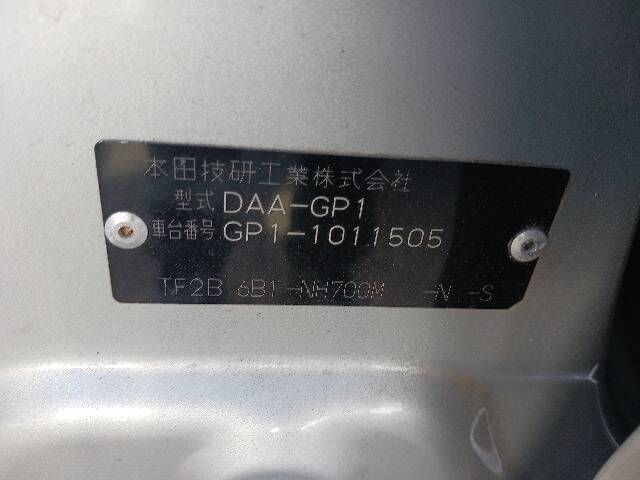 本田技研工業株式会社
型式 DAA-GP1
車台番号 GP1-1011505
TF2B 6B1-NH700M -N -S